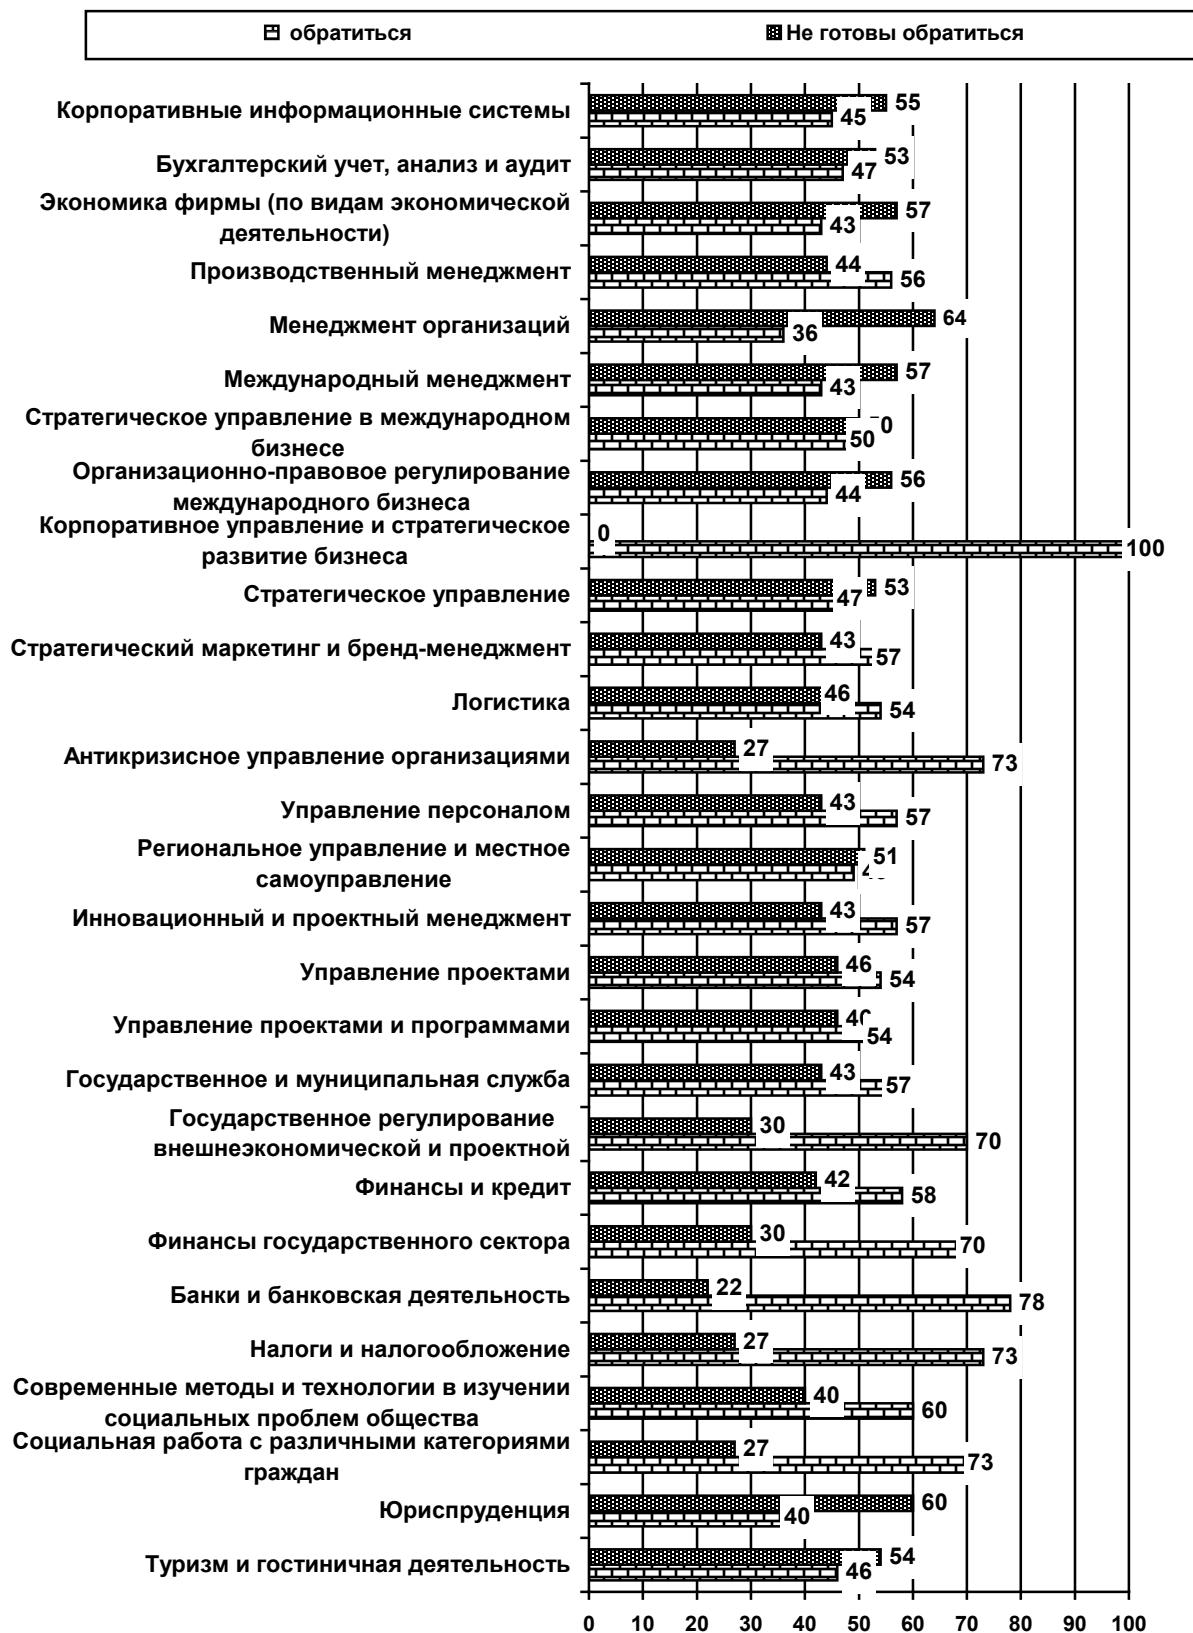 обратиться Не готовы обратиться
Корпоративные информационные системы 55
45
Бухгалтерский учет, анализ и аудит 53
47
Экономика фирмы (по видам экономической 57
деятельности) 43
Производственный менеджмент 44
56
Менеджмент организаций 64
36
Международный менеджмент 57
43
Стратегическое управление в международном
бизнесе 50
Организационно-правовое регулирование 56
международного бизнеса 44
Корпоративное управление и стратегическое 0
развитие бизнеса 100
Стратегическое управление 53
47
Стратегический маркетинг и бренд-менеджмент 43
57
Логистика 46
54
Антикризисное управление организациями 27
73
Управление персоналом 43
57
Региональное управление и местное 51
самоуправление
Инновационный и проектный менеджмент 43
57
Управление проектами 46
54
Управление проектами и программами
54
Государственное и муниципальная служба 43
57
Государственное регулирование 30
внешнеэкономической и проектной 70
Финансы и кредит 42
58
Финансы государственного сектора 30
70
Банки и банковская деятельность 22
78
Налоги и налогообложение 27
73
Современные методы и технологии в изучении 40
социальных проблем общества 60
Социальная работа с различными категориями 27
граждан 73
Юриспруденция 60
40
Туризм и гостиничная деятельность 54
46
0 10 20 30 40 50 60 70 80 90 100